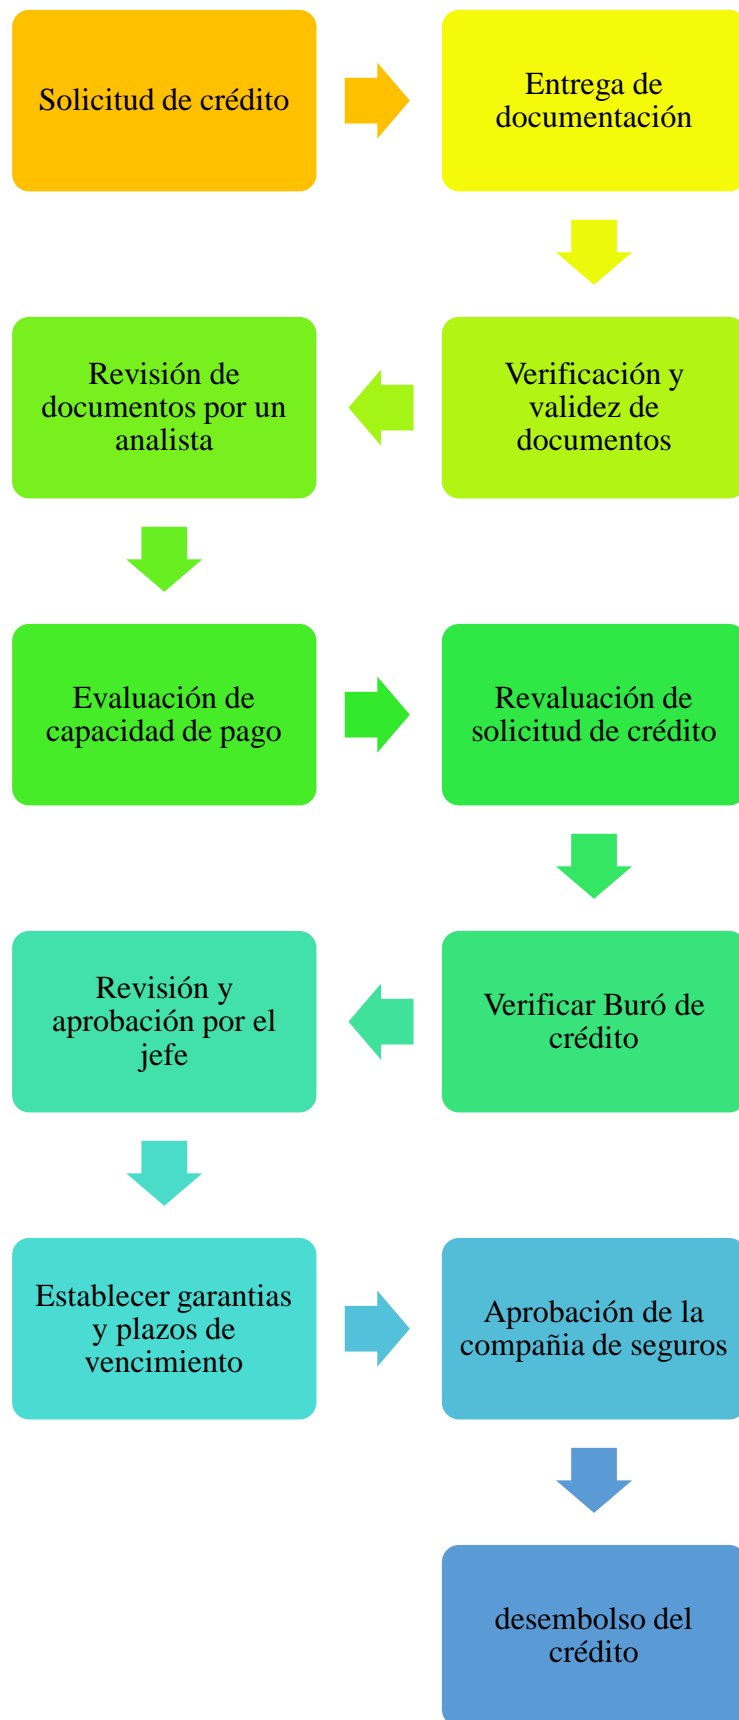 Solicitud de crédito
Entrega de
documentación
Verificación y
validez de
documentos
Revisión de
documentos por un
analista
Evaluación de
capacidad de pago
Revaluación de
solicitud de crédito
Verificar Buró de
crédito
Revisión y
aprobación por el
jefe
Establecer garantias
y plazos de
vencimiento
Aprobación de la
compañia de seguros
desembolso del
crédito